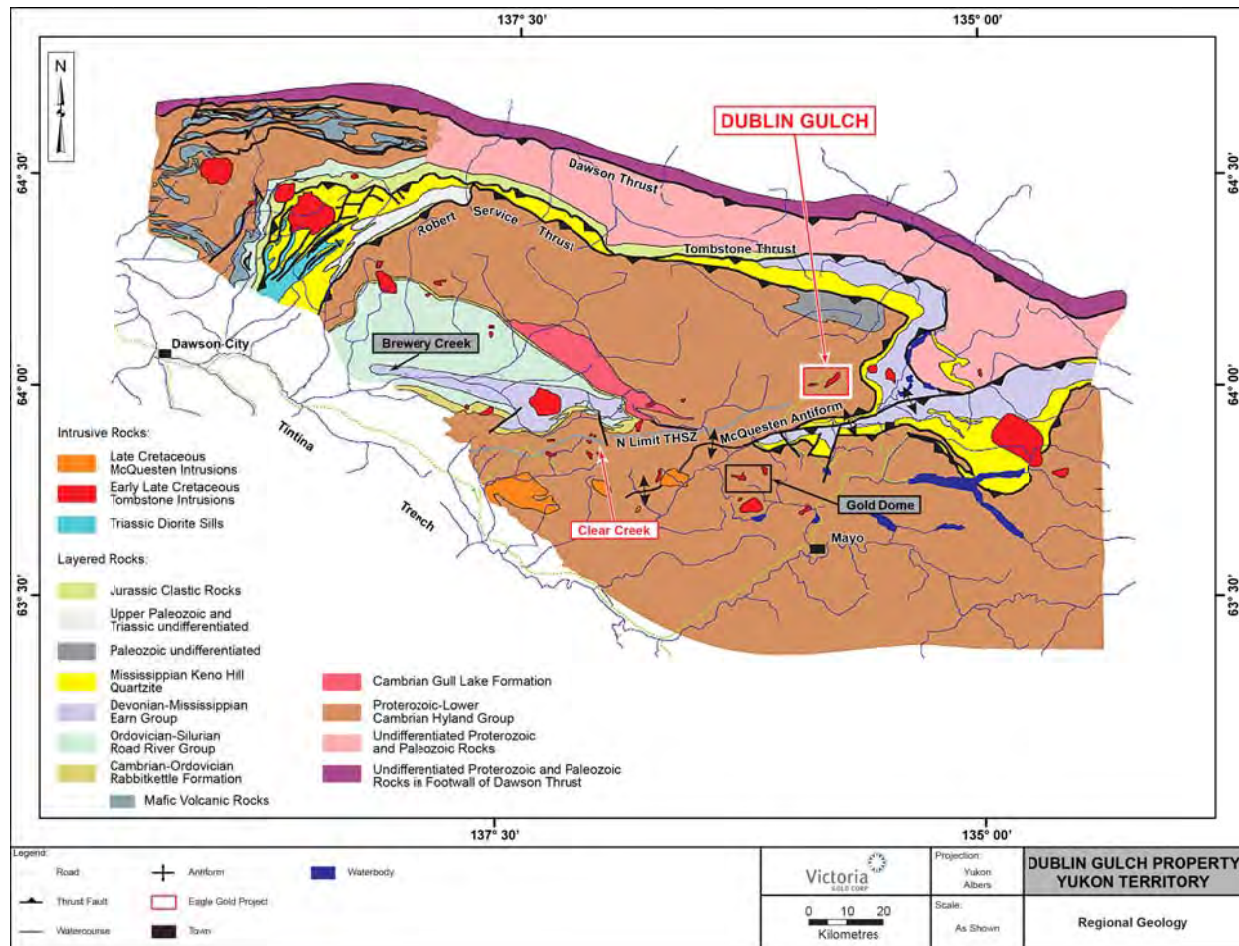 137° 30'
135° 00'
N
64° 30'
64° 30'
DUBLIN GULCH
Dawson Thrust
Robert Service Thrust
Tombstone Thrust
Dawson City
Brewery Creek
64° 00'
64° 00'
McQuesten Antiform
N Limit THSZ
Tintina
Trench
Clear Creek
Gold Dome
Mayo
63° 30'
63° 30'
Intrusive Rocks:
Late Cretaceous
McQuesten Intrusions
Early Late Cretaceous
Tombstone Intrusions
Triassic Diorite Sills
Layered Rocks:
Jurassic Clastic Rocks
Upper Paleozoic and
Triassic undifferentiated
Paleozoic undifferentiated
Mississippian Keno Hill
Quartzite
Devonian-Mississippian
Earn Group
Ordovician-Silurian
Road River Group
Cambrian-Ordovician
Rabbitkettle Formation
Mafic Volcanic Rocks
Cambrian Gull Lake Formation
Proterozoic-Lower
Cambrian Hyland Group
Undifferentiated Proterozoic
and Paleozoic Rocks
Undifferentiated Proterozoic and Paleozoic
Rocks in Footwall of Dawson Thrust
137° 30'
135° 00'
Legend:
Road
Antiform
Waterbody
Thrust Fault
Eagle Gold Project
Watercourse
Town
Victoria
GOLD CORP
0 10 20
Kilometres
Projection:
Yukon
Albers
Scale:
As Shown
DUBLIN GULCH PROPERTY
YUKON TERRITORY
Regional Geology